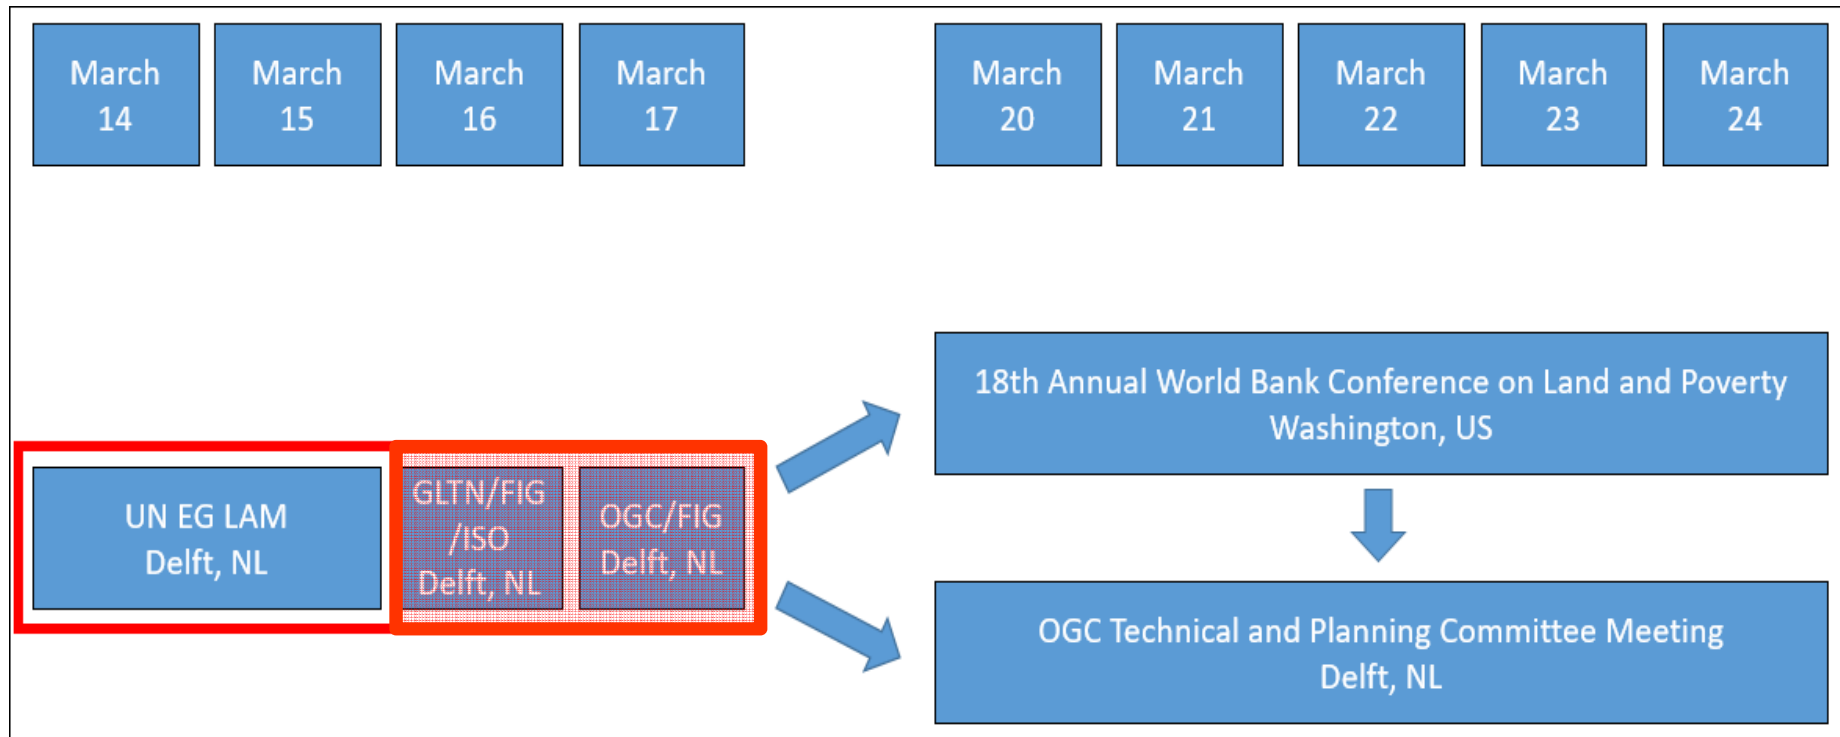 March
14
March
15
March
16
March
17
March
20
March
21
March
22
March
23
March
24
18th Annual World Bank Conference on Land and Poverty
Washington, US
UN EG LAM
Delft, NL
GLTN/FIG
/ISO
Delft, NL
OGC/FIG
Delft, NL
OGC Technical and Planning Committee Meeting
Delft, NL